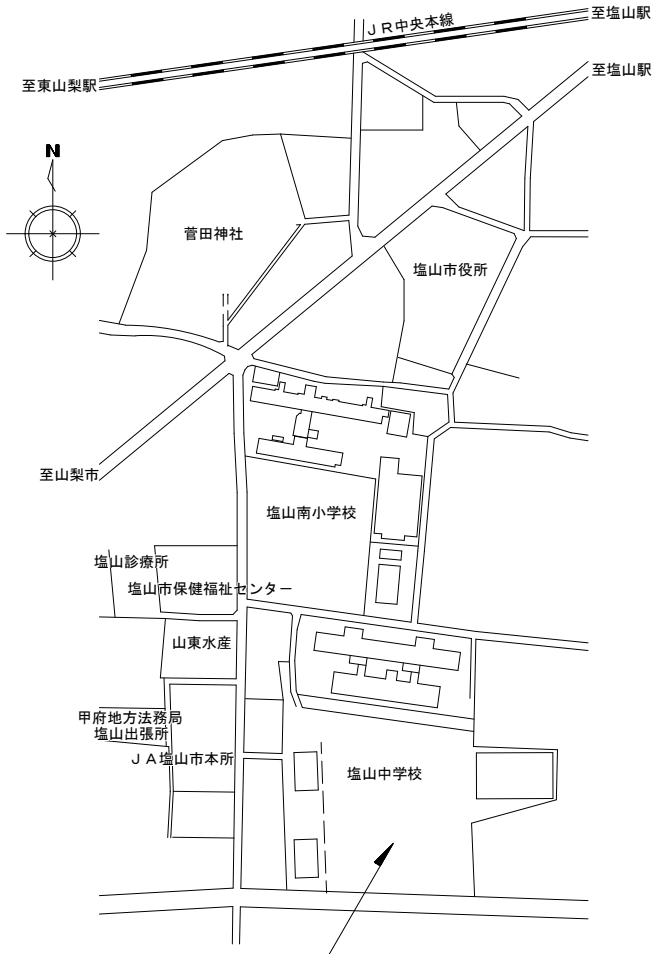 至塩山駅
JR中央本線
至塩山駅
至東山梨駅
N
菅田神社
塩山市役所
至山梨市
塩山南小学校
塩山診療所
塩山市保健福祉センター
山東水産
甲府地方法務局
塩山出張所
JA塩山市本所
塩山中学校